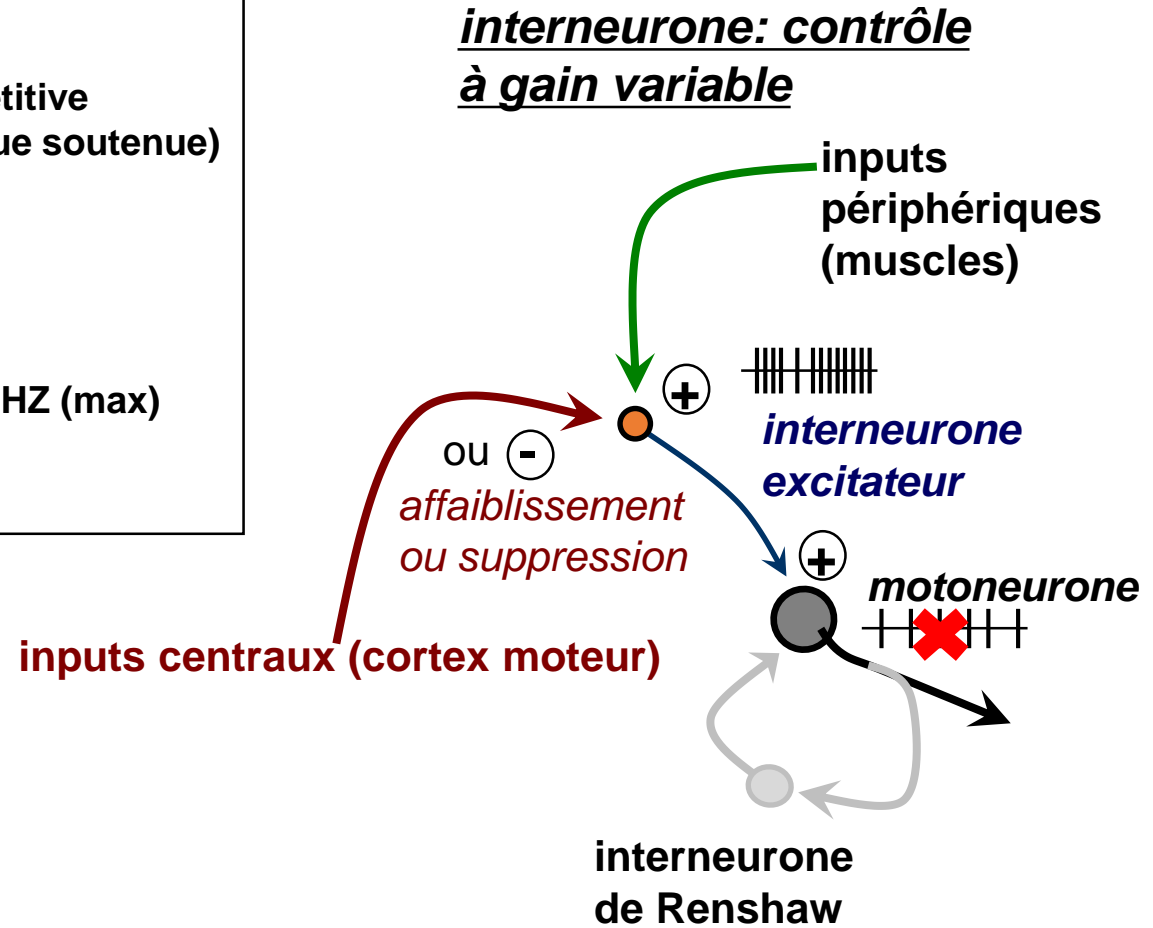 interneurone: contrôle
à gain variable
ue soutenue)
inputs
périphériques
(muscles)
HZ (max)
+
interneurone
excitateur
ou -
affaiblissement
ou suppression
+
motoneurone
inputs centraux (cortex moteur)
interneurone
de Renshaw